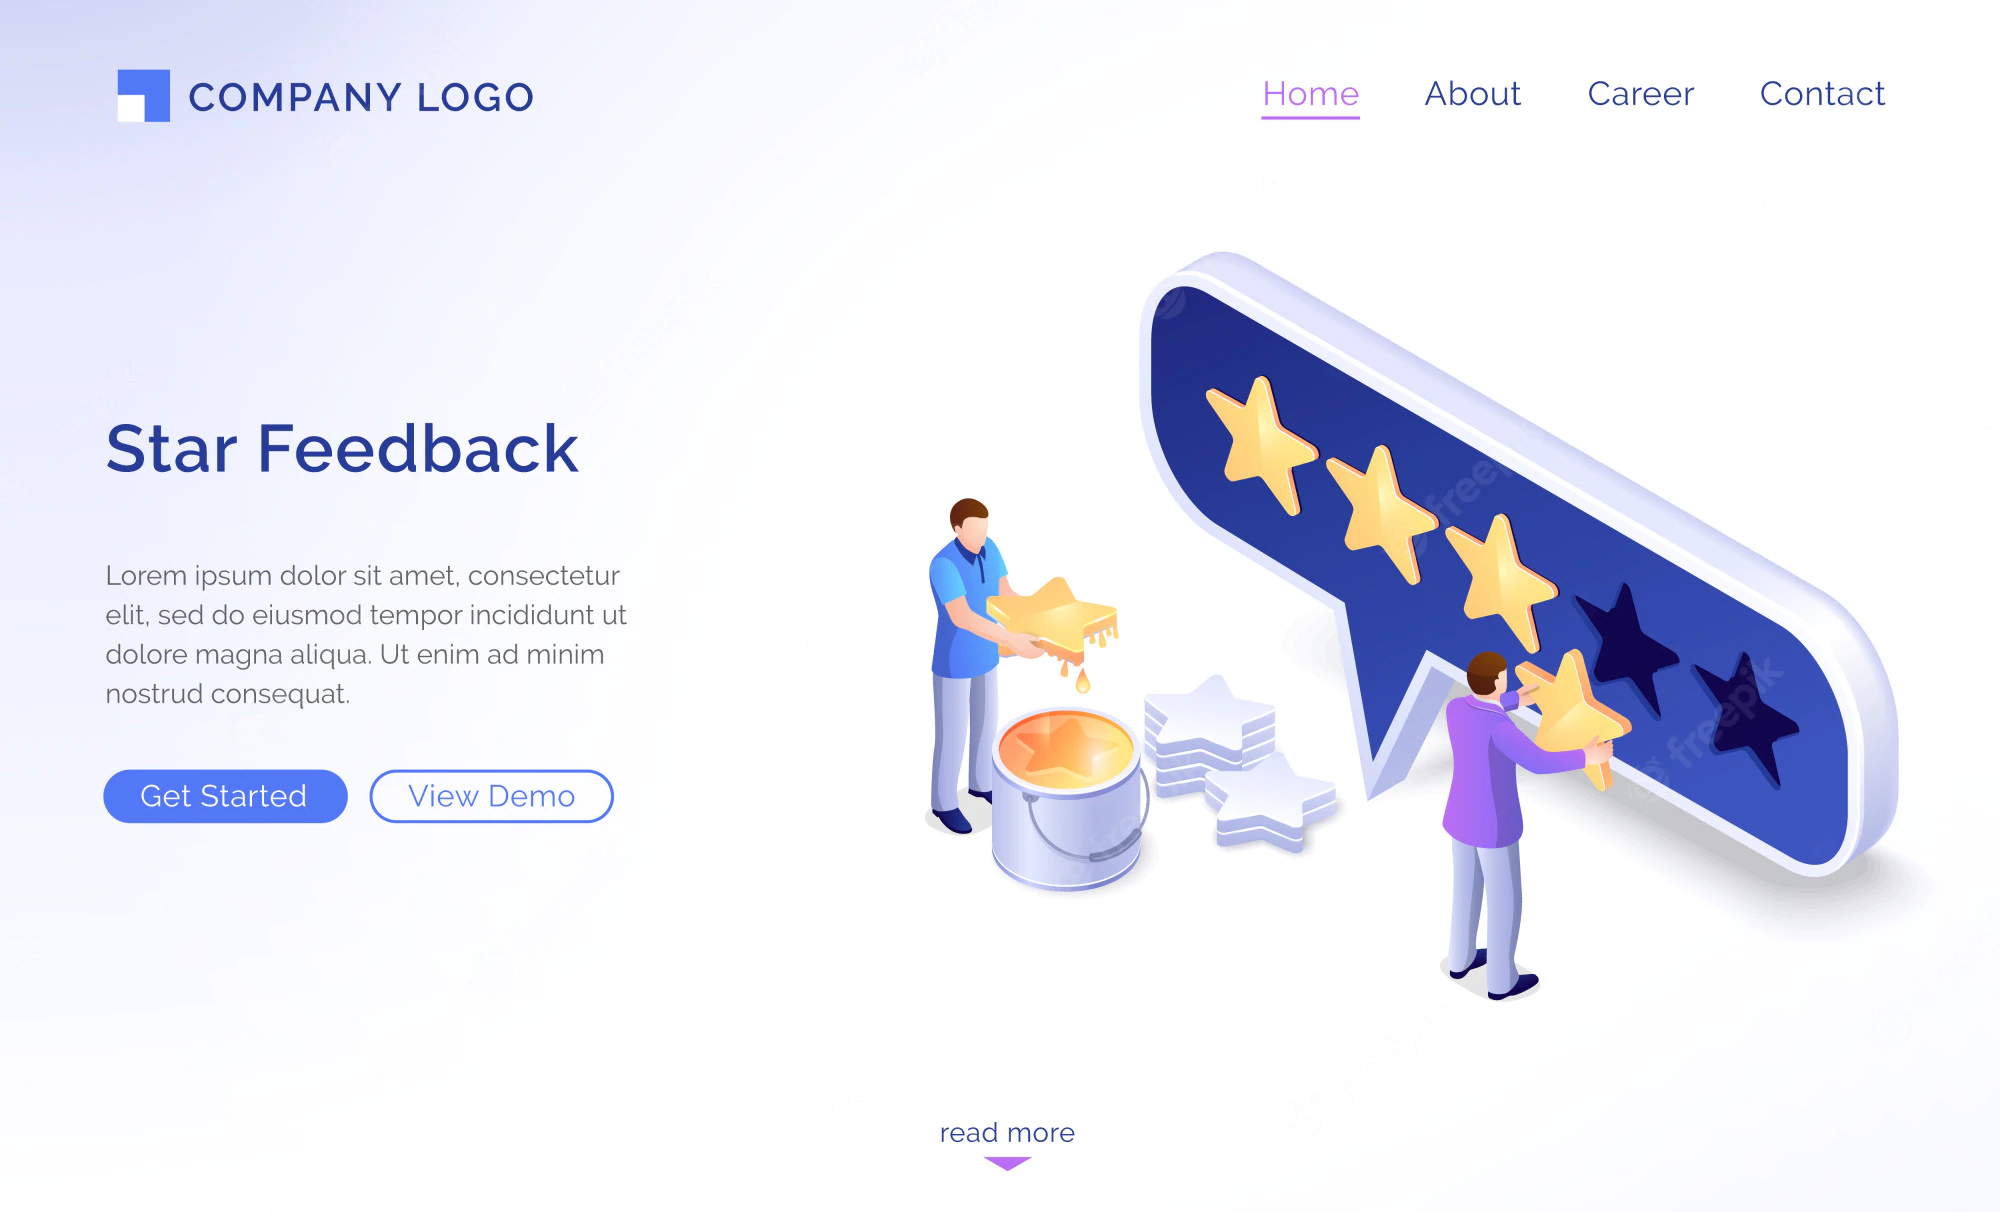 COMPANY LOGO
Home About Career Contact
Star Feedback
Lorem ipsum dolor sit amet, consectetur
elit, sed do eiusmod tempor incididunt ut
dolore magna aliqua. Ut enim ad minim
nostrud consequat.
Get Started View Demo
read more
freepik
freepik